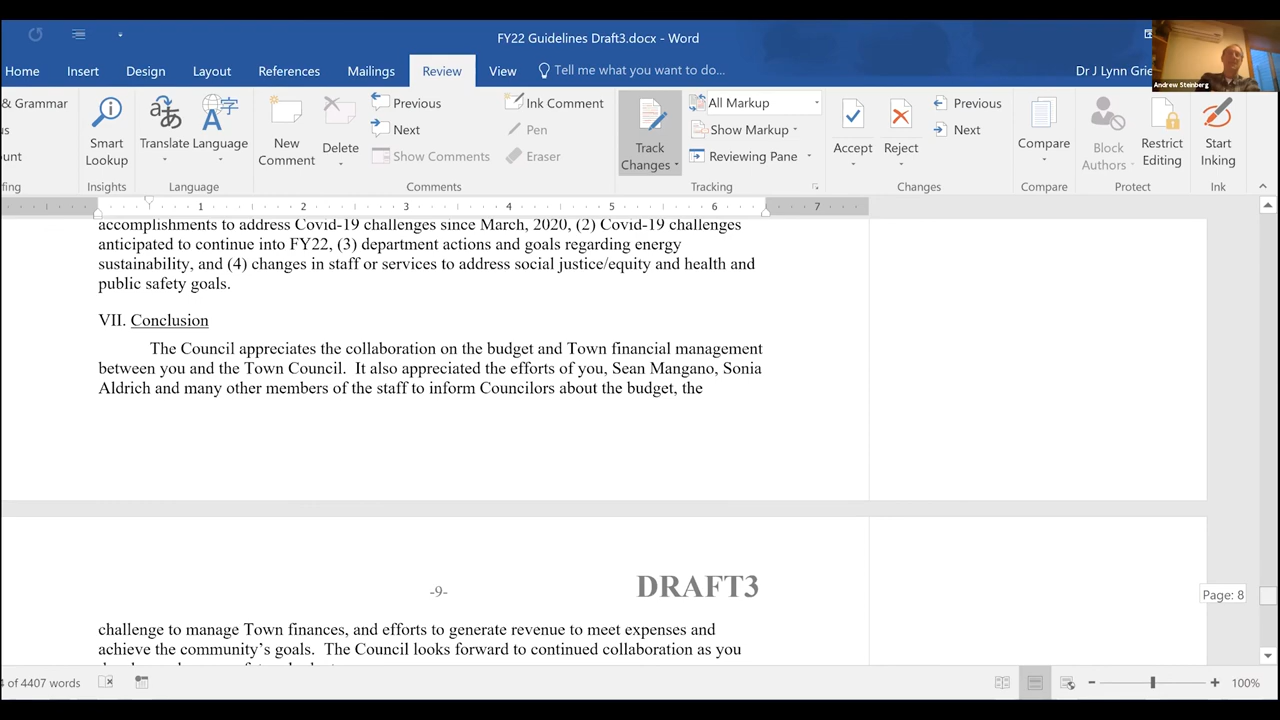 FY22 Guidelines Draft3.docx - Word
Andrew Steinberg
Home Insert Design Layout References Mailings Review View Tell me what you want to do... Dr J Lynn Grie
& Grammar
Smart Lookup
Translate
Language
New Comment
Delete
Previous
Next
Show Comments
Ink Comment
Pen
Eraser
Track Changes
All Markup
Show Markup
Reviewing Pane
Accept
Reject
Previous
Next
Compare
Block Authors
Restrict Editing
Start Inking
fing Insights Language Comments Tracking Changes Compare Protect Ink
1 2 3 4 5 6 7
accomplishments to address Covid-19 challenges since March, 2020, (2) Covid-19 challenges
anticipated to continue into FY22, (3) department actions and goals regarding energy
sustainability, and (4) changes in staff or services to address social justice/equity and health and
public safety goals.
VII. Conclusion
The Council appreciates the collaboration on the budget and Town financial management
between you and the Town Council. It also appreciated the efforts of you, Sean Mangano, Sonia
Aldrich and many other members of the staff to inform Councilors about the budget, the
-9- DRAFT3
Page: 8
challenge to manage Town finances, and efforts to generate revenue to meet expenses and
achieve the community's goals. The Council looks forward to continued collaboration as you
of 4407 words 100%